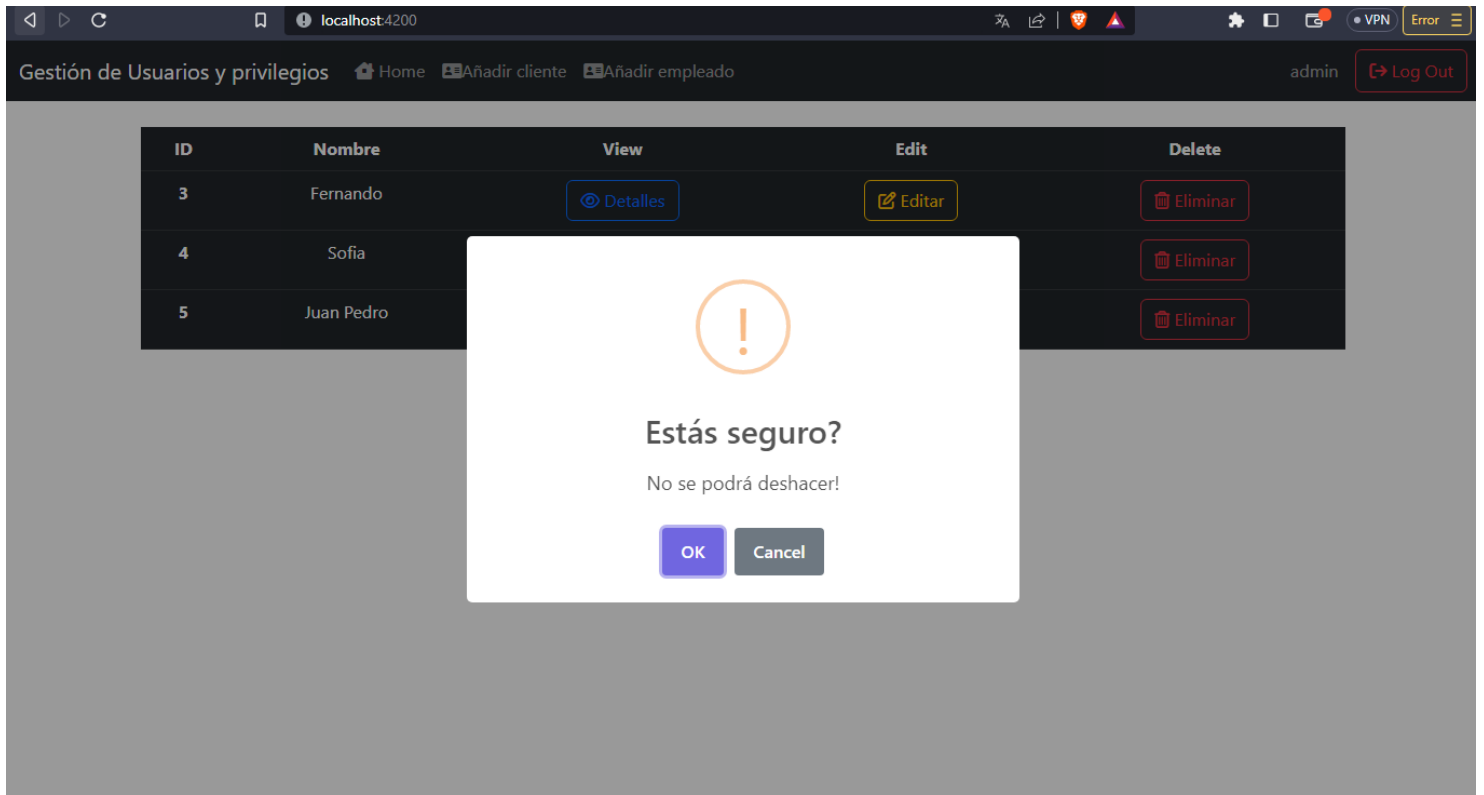 localhost:4200 VPN Error
Gestión de Usuarios y privilegios Home Añadir cliente Añadir empleado admin Log Out
ID Nombre View Edit Delete
3 Fernando Detalles Editar Eliminar
4 Sofia Eliminar
5 Juan Pedro Eliminar
!
Estás seguro?
No se podrá deshacer!
OK Cancel